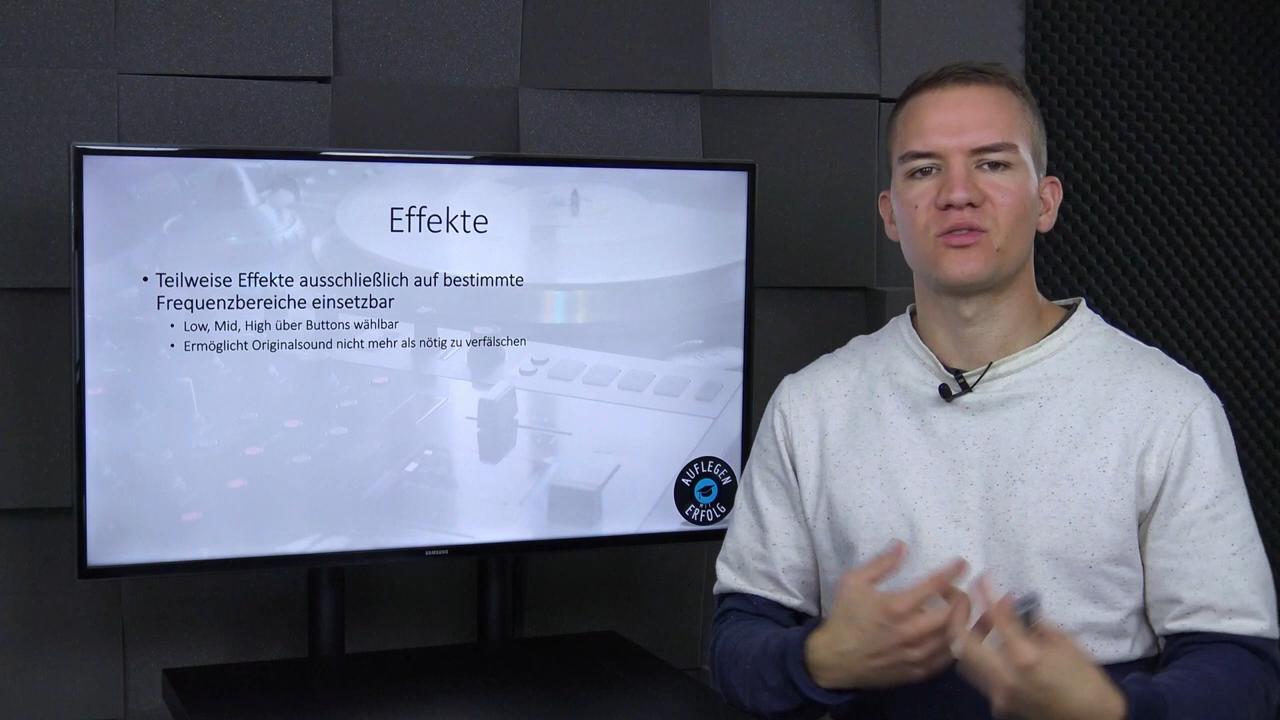 Effekte
• Teilweise Effekte ausschließlich auf bestimmte
Frequenzbereiche einsetzbar
• Low, Mid, High über Buttons wählbar
• Ermöglicht Originalsound nicht mehr als nötig zu verfälschen
AUFLEGEN
MIT
ERFOLG
SAMSUNG